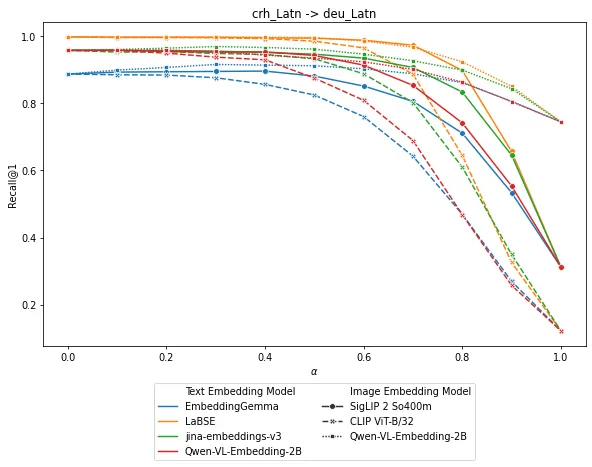 crh_Latn -> deu_Latn
Recall@1
1.0
0.8
0.6
0.4
0.2
0.0 0.2 0.4 0.6 0.8 1.0
α
Text Embedding Model Image Embedding Model
EmbeddingGemma SigLIP 2 So400m
LaBSE CLIP ViT-B/32
jina-embeddings-v3 Qwen-VL-Embedding-2B
Qwen-VL-Embedding-2B